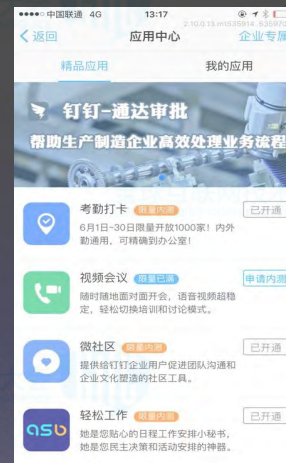 中国联通 4G 13:17
2.10.0.13.m1535914.635970
返回 应用中心 企业专属
精品应用 我的应用
钉钉-通达审批
帮助生产制造企业高效处理业务流程
考勤打卡 限量内测 已开通
6月1日-30日限量开放1000家！内外
勤通用，可精确到办公室！
视频会议 限量已满 申请内测
随时随地面对面开会，语音视频超稳
定，轻松切换培训和讨论模式。
微社区 限量内测 已开通
提供给钉钉企业用户促进团队沟通和
企业文化塑造的社区工具。
轻松工作 限量内测 已开通
asb
她是您贴心的日程工作安排小秘书，
她是您民主决策和活动安排的神器。